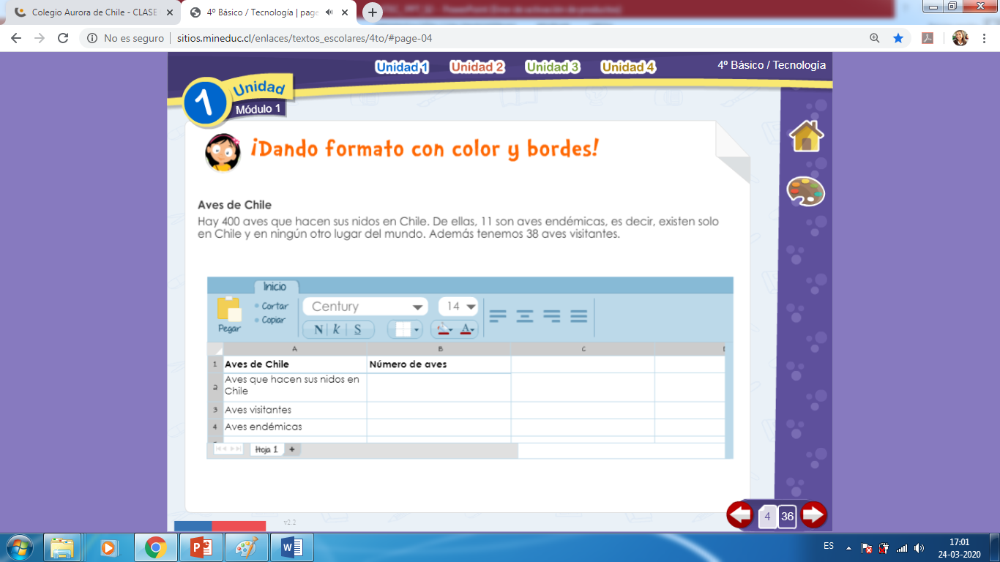 Colegio Aurora de Chile - CLASE
4º Básico / Tecnología | page
No es seguro
sitios.mineduc.cl/enlaces/textos_escolares/4to/#page-04
Unidad 1
Unidad 2
Unidad 3
Unidad 4
4º Básico / Tecnología
1
Unidad
Módulo 1
¡Dando formato con color y bordes!
Aves de Chile
Hay 400 aves que hacen sus nidos en Chile. De ellas, 11 son aves endémicas, es decir, existen solo
en Chile y en ningún otro lugar del mundo. Además tenemos 38 aves visitantes.
Inicio
Pegar
Cortar
Copiar
Century
14
N k S
A
A B C
1 Aves de Chile Número de aves
2 Aves que hacen sus nidos en
Chile
3 Aves visitantes
4 Aves endémicas
Hoja 1 +
v2.2
4 36
ES
17:01
24-03-2020